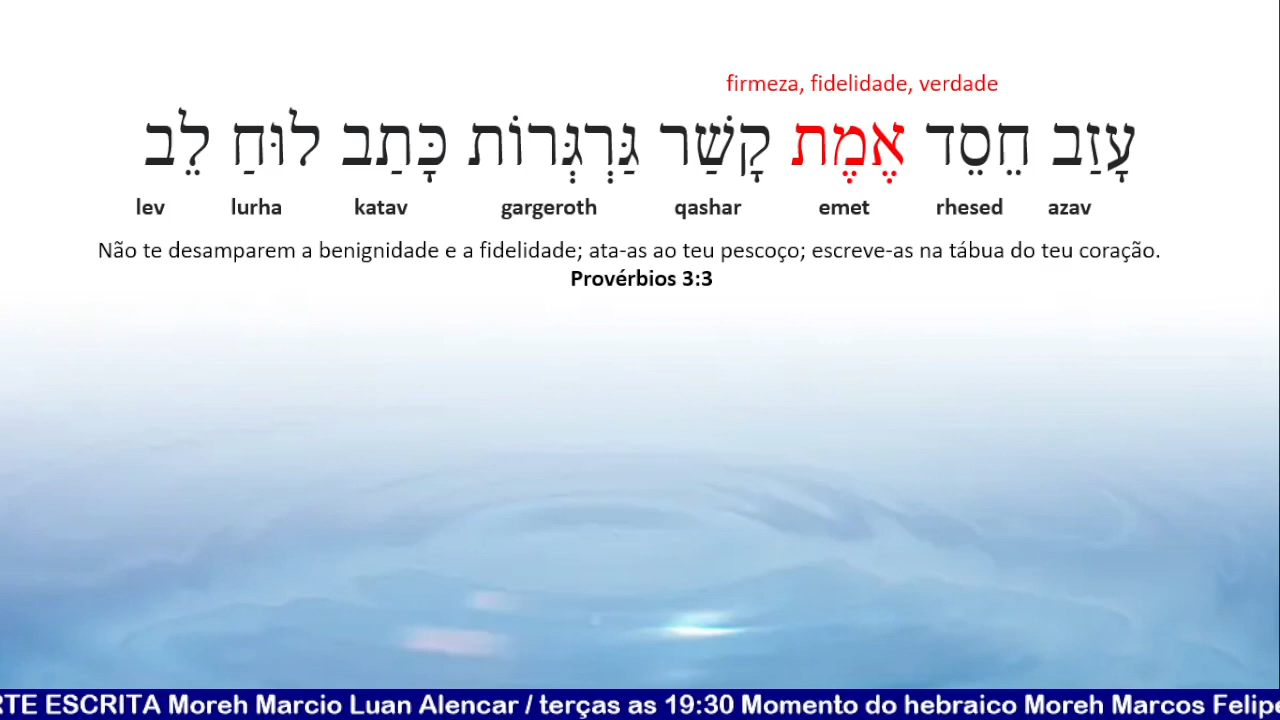 firmeza, fidelidade, verdade
עָזַב חֵסֵד אֱמֶת קָשַׁר גַּרְגְּרוֹת כָּתַב לוּחַ לֵב
lev lurha katav gargeroth qashar emet rhesed azav
Não te desamparem a benignidade e a fidelidade; ata-as ao teu pescoço; escreve-as na tábua do teu coração.
Provérbios 3:3
RTE ESCRITA Moreh Marcio Luan Alencar / terças as 19:30 Momento do hebraico Moreh Marcos Felipe